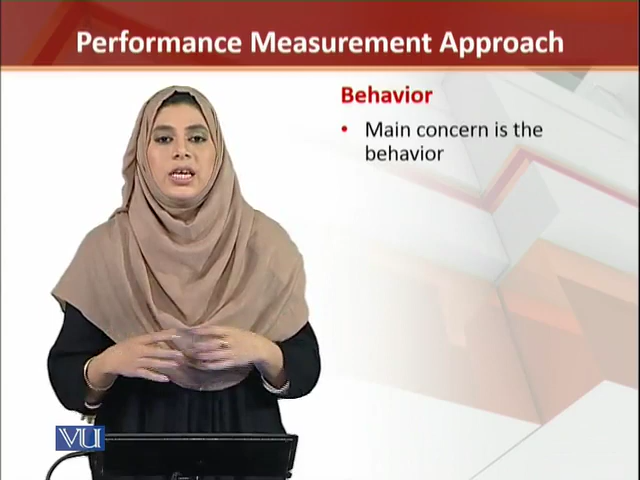 Performance Measurement Approach
Behavior
• Main concern is the
behavior
VU